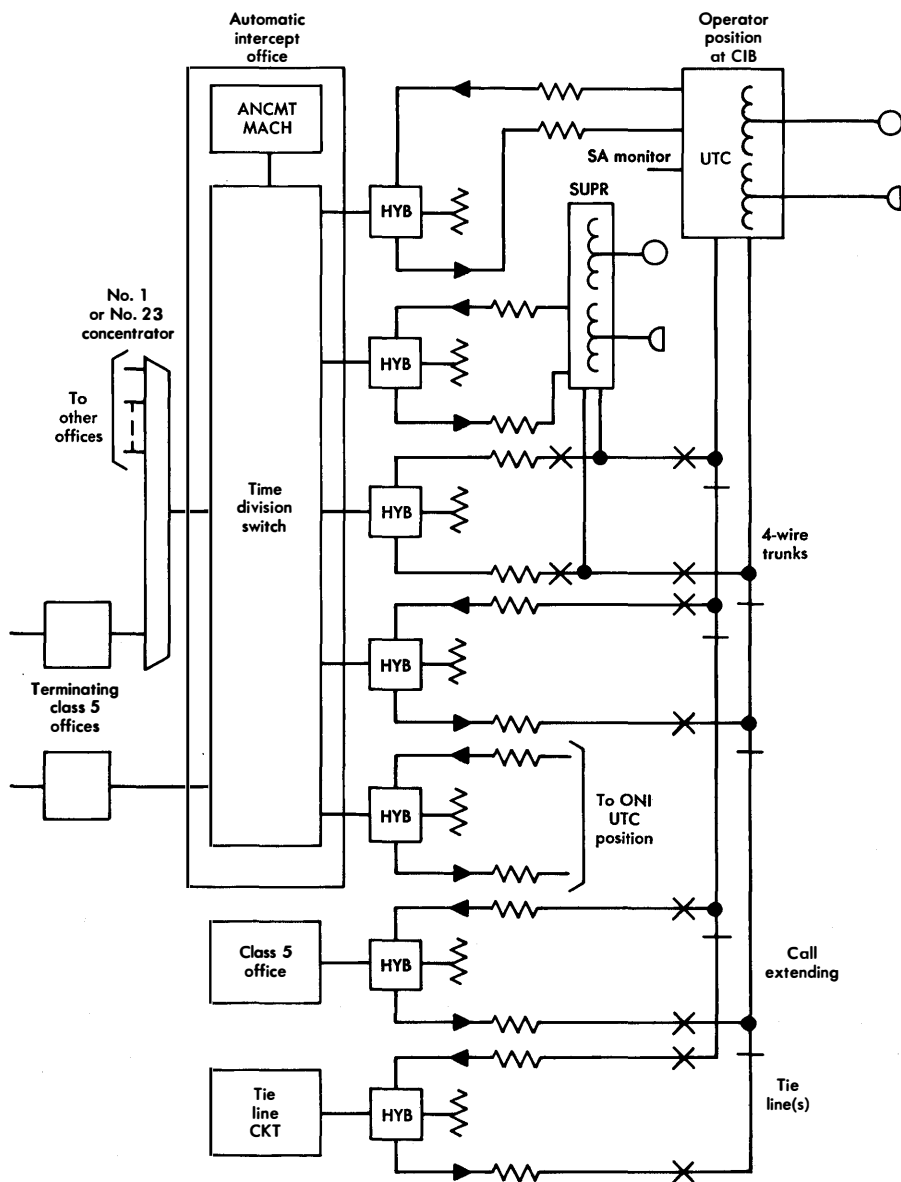 Automatic
intercept
office
Operator
position
at CIB
ANCMT
MACH
SA monitor
UTC
SUPR
HYB
No. 1
or No. 23
concentrator
To
other
offices
HYB
Time
division
switch
HYB
4-wire
trunks
HYB
Terminating
class 5
offices
HYB
To ONI
UTC
position
Class 5
office
HYB
Call
extending
Tie
line
CKT
HYB
Tie
line(s)